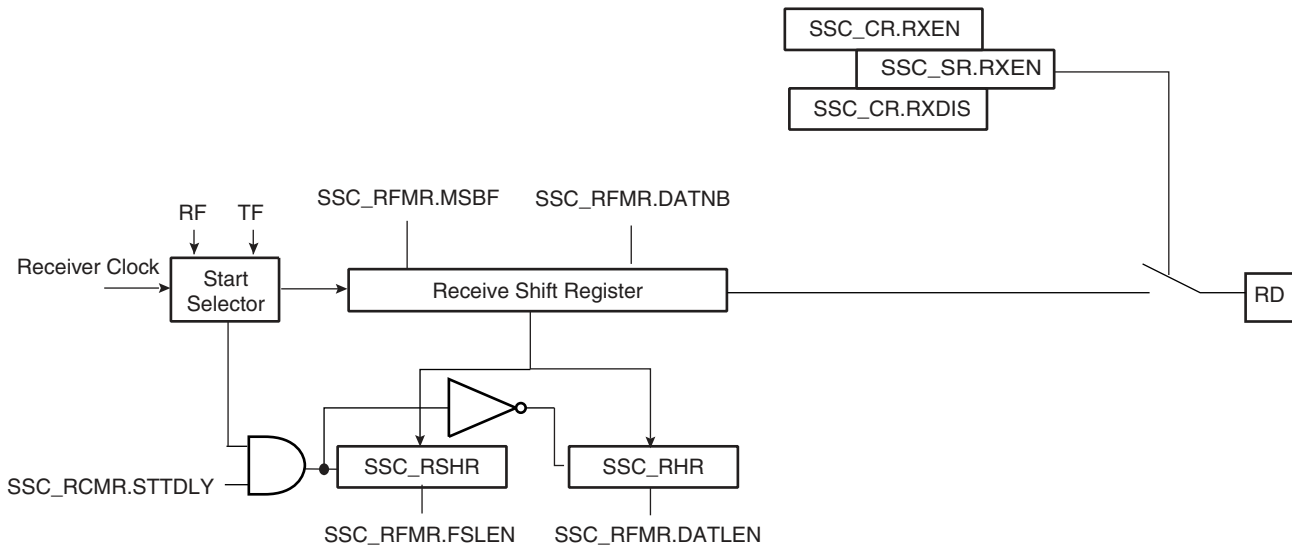 SSC_CR.RXEN
SSC_SR.RXEN
SSC_CR.RXDIS
SSC_RFMR.MSBF
SSC_RFMR.DATNB
RF
TF
Receiver Clock
Start
Selector
Receive Shift Register
RD
SSC_RSHR
SSC_RHR
SSC_RCMR.STTDLY
SSC_RFMR.FSLEN
SSC_RFMR.DATLEN